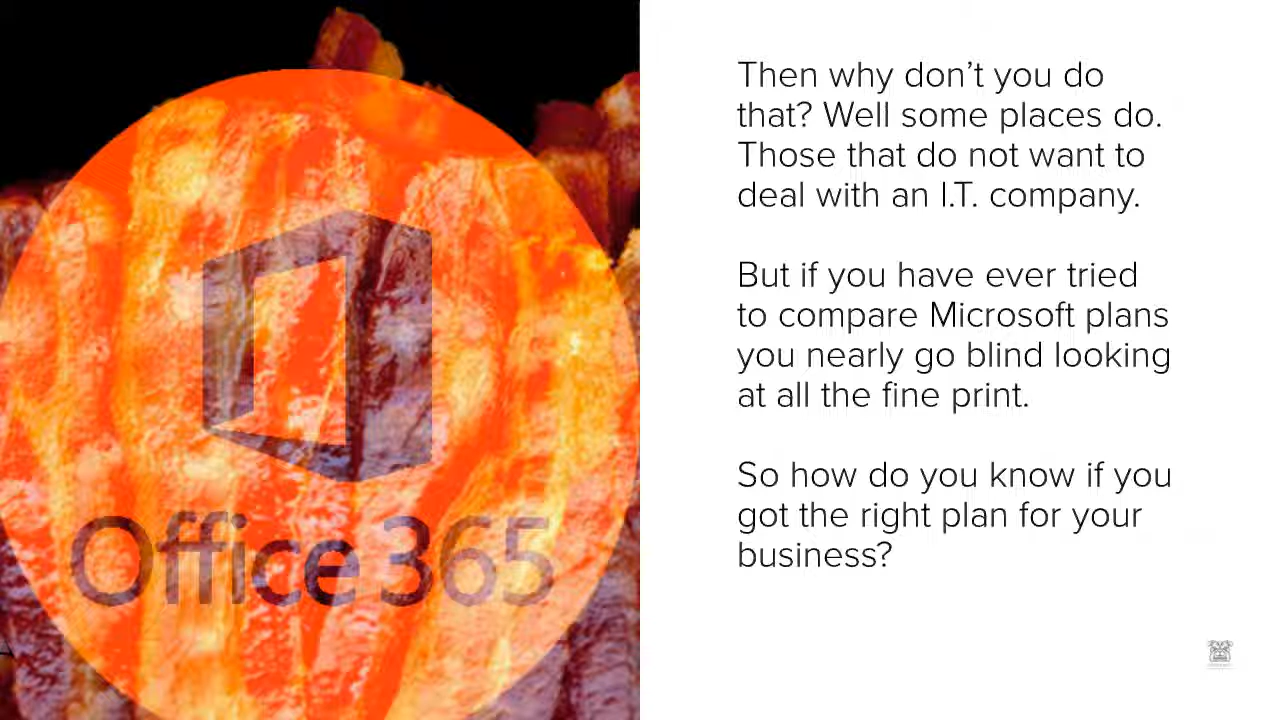 Office 365
Then why don’t you do
that? Well some places do.
Those that do not want to
deal with an I.T. company.
But if you have ever tried
to compare Microsoft plans
you nearly go blind looking
at all the fine print.
So how do you know if you
got the right plan for your
business?